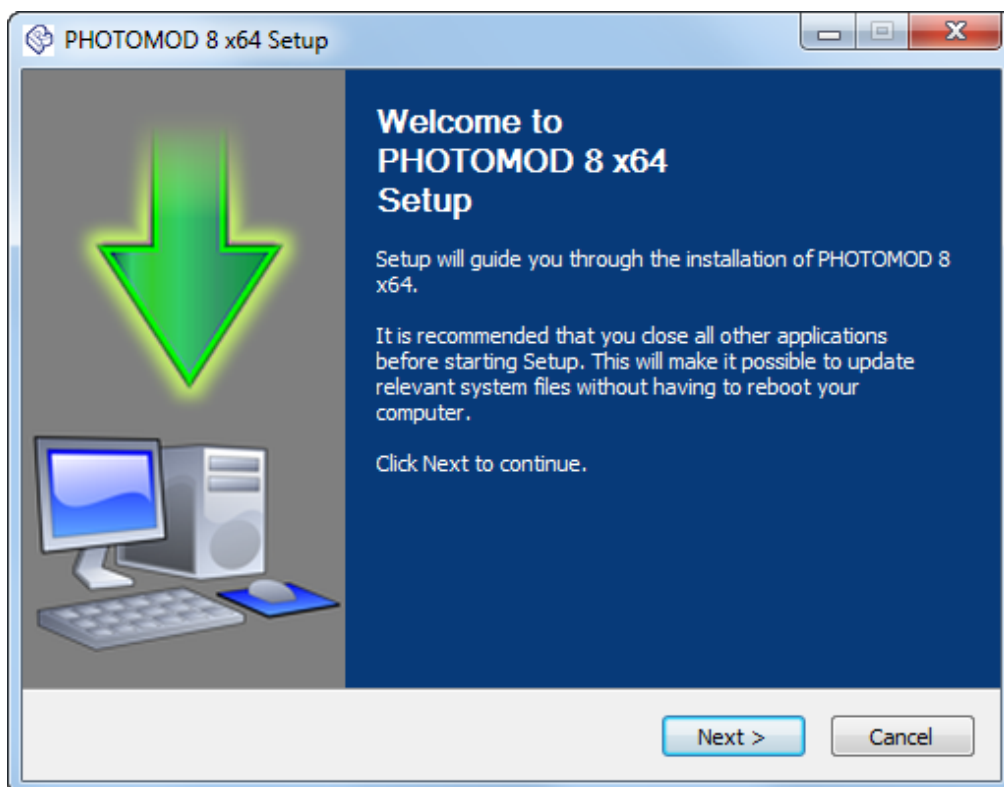 PHOTOMOD 8 x64 Setup
Welcome to
PHOTOMOD 8 x64
Setup
Setup will guide you through the installation of PHOTOMOD 8
x64.
It is recommended that you close all other applications
before starting Setup. This will make it possible to update
relevant system files without having to reboot your
computer.
Click Next to continue.
Next >
Cancel